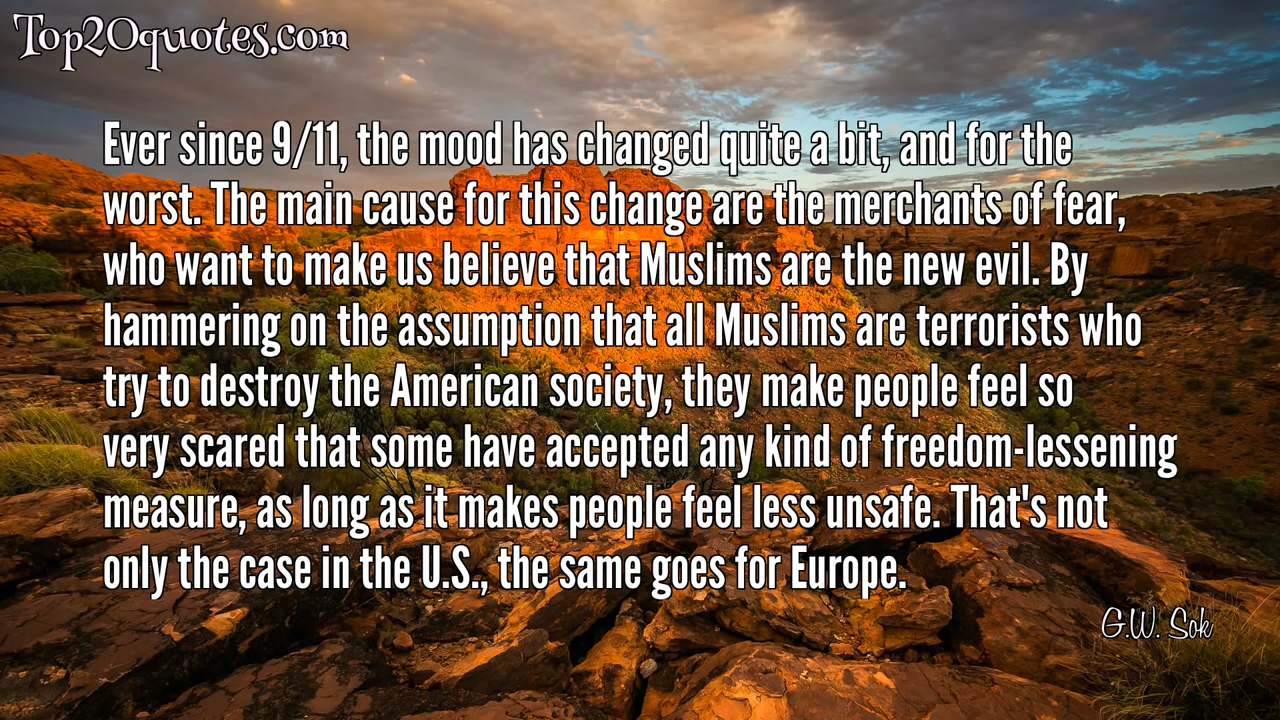 Top20quotes.com
Ever since 9/11, the mood has changed quite a bit, and for the
worst. The main cause for this change are the merchants of fear,
who want to make us believe that Muslims are the new evil. By
hammering on the assumption that all Muslims are terrorists who
try to destroy the American society, they make people feel so
very scared that some have accepted any kind of freedom-lessening
measure, as long as it makes people feel less unsafe. That's not
only the case in the U.S., the same goes for Europe.
G.W. Sok